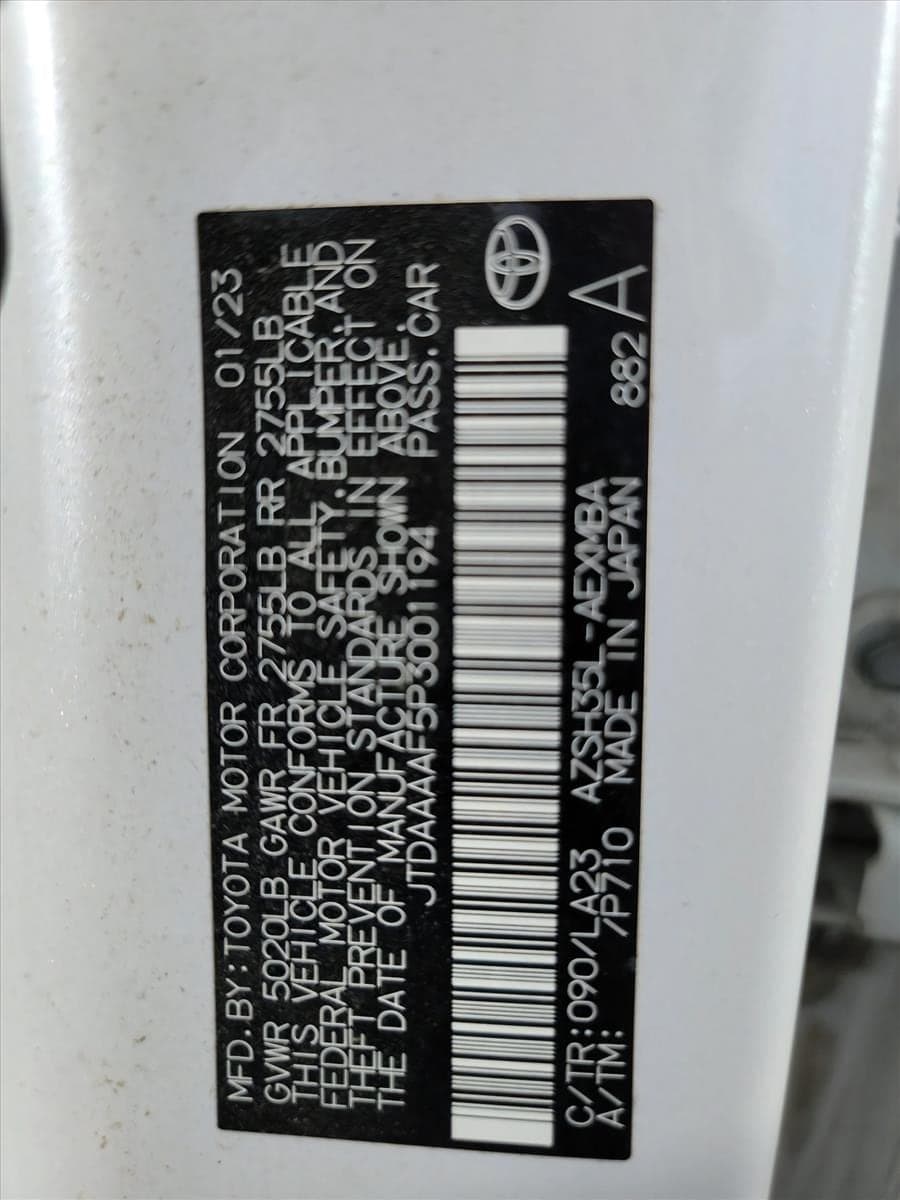 MFD.BY:TOYOTA MOTOR CORPORATION 01/23
GVWR 5020LB GAWR FR 2755LB RR 2755LB
THIS VEHICLE CONFORMS TO ALL APPLICABLE
FEDERAL MOTOR VEHICLE SAFETY,BUMPER,AND
THEFT PREVENTION STANDARDS IN EFFECT ON
THE DATE OF MANUFACTURE SHOWN ABOVE.
JTDAAAAF5P3001194 PASS.CAR
C/TR:090/LA23 AZSH35L-AEXMBA
A/TM: /P710 MADE IN JAPAN 882 A